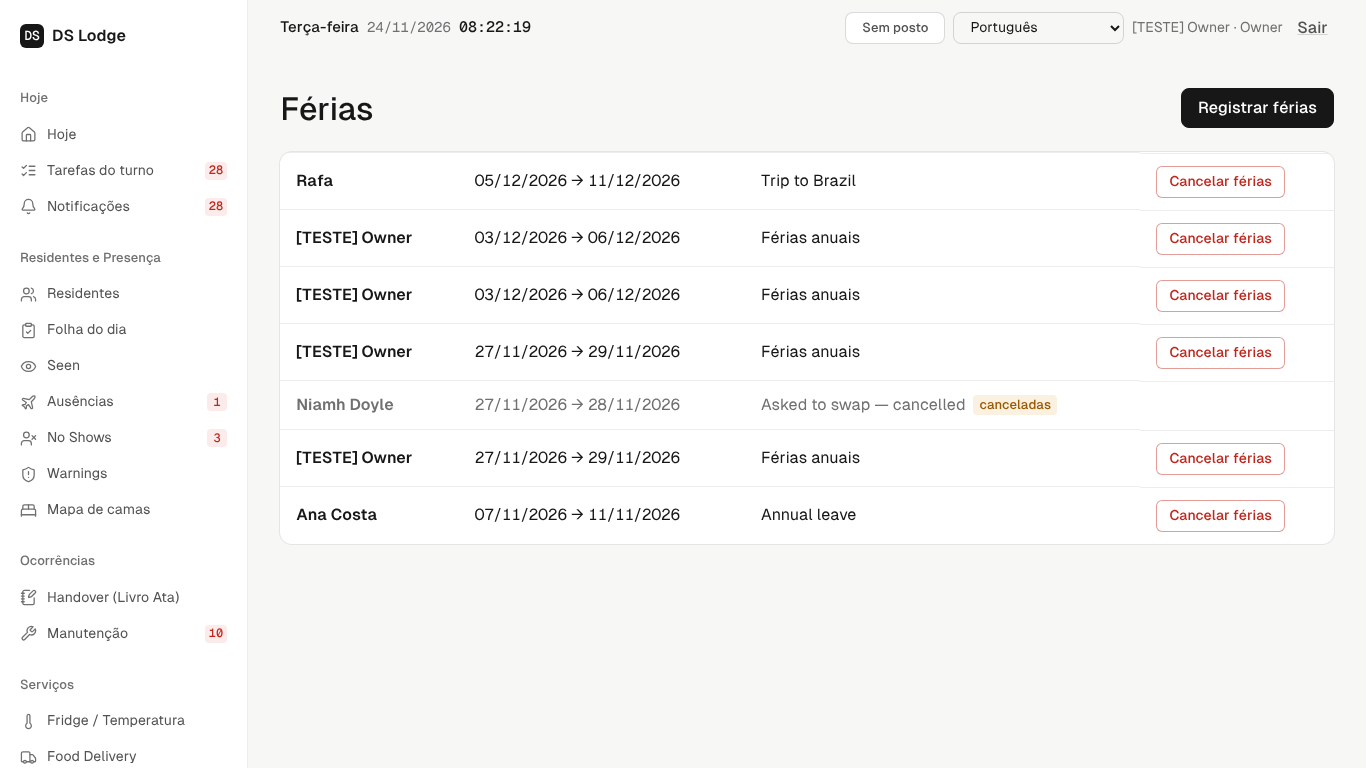 DS DS Lodge
Terça-feira 24/11/2026 08:22:19
Sem posto
Português
[TESTE] Owner · Owner
Sair
Hoje
Hoje
Tarefas do turno 28
Notificações 28
Residentes e Presença
Residentes
Folha do dia
Seen
Ausências 1
No Shows 3
Warnings
Mapa de camas
Ocorrências
Handover (Livro Ata)
Manutenção 10
Serviços
Fridge / Temperatura
Food Delivery
Férias
Registrar férias
Rafa 05/12/2026 → 11/12/2026 Trip to Brazil Cancelar férias
[TESTE] Owner 03/12/2026 → 06/12/2026 Férias anuais Cancelar férias
[TESTE] Owner 03/12/2026 → 06/12/2026 Férias anuais Cancelar férias
[TESTE] Owner 27/11/2026 → 29/11/2026 Férias anuais Cancelar férias
Niamh Doyle 27/11/2026 → 28/11/2026 Asked to swap — cancelled canceladas
[TESTE] Owner 27/11/2026 → 29/11/2026 Férias anuais Cancelar férias
Ana Costa 07/11/2026 → 11/11/2026 Annual leave Cancelar férias